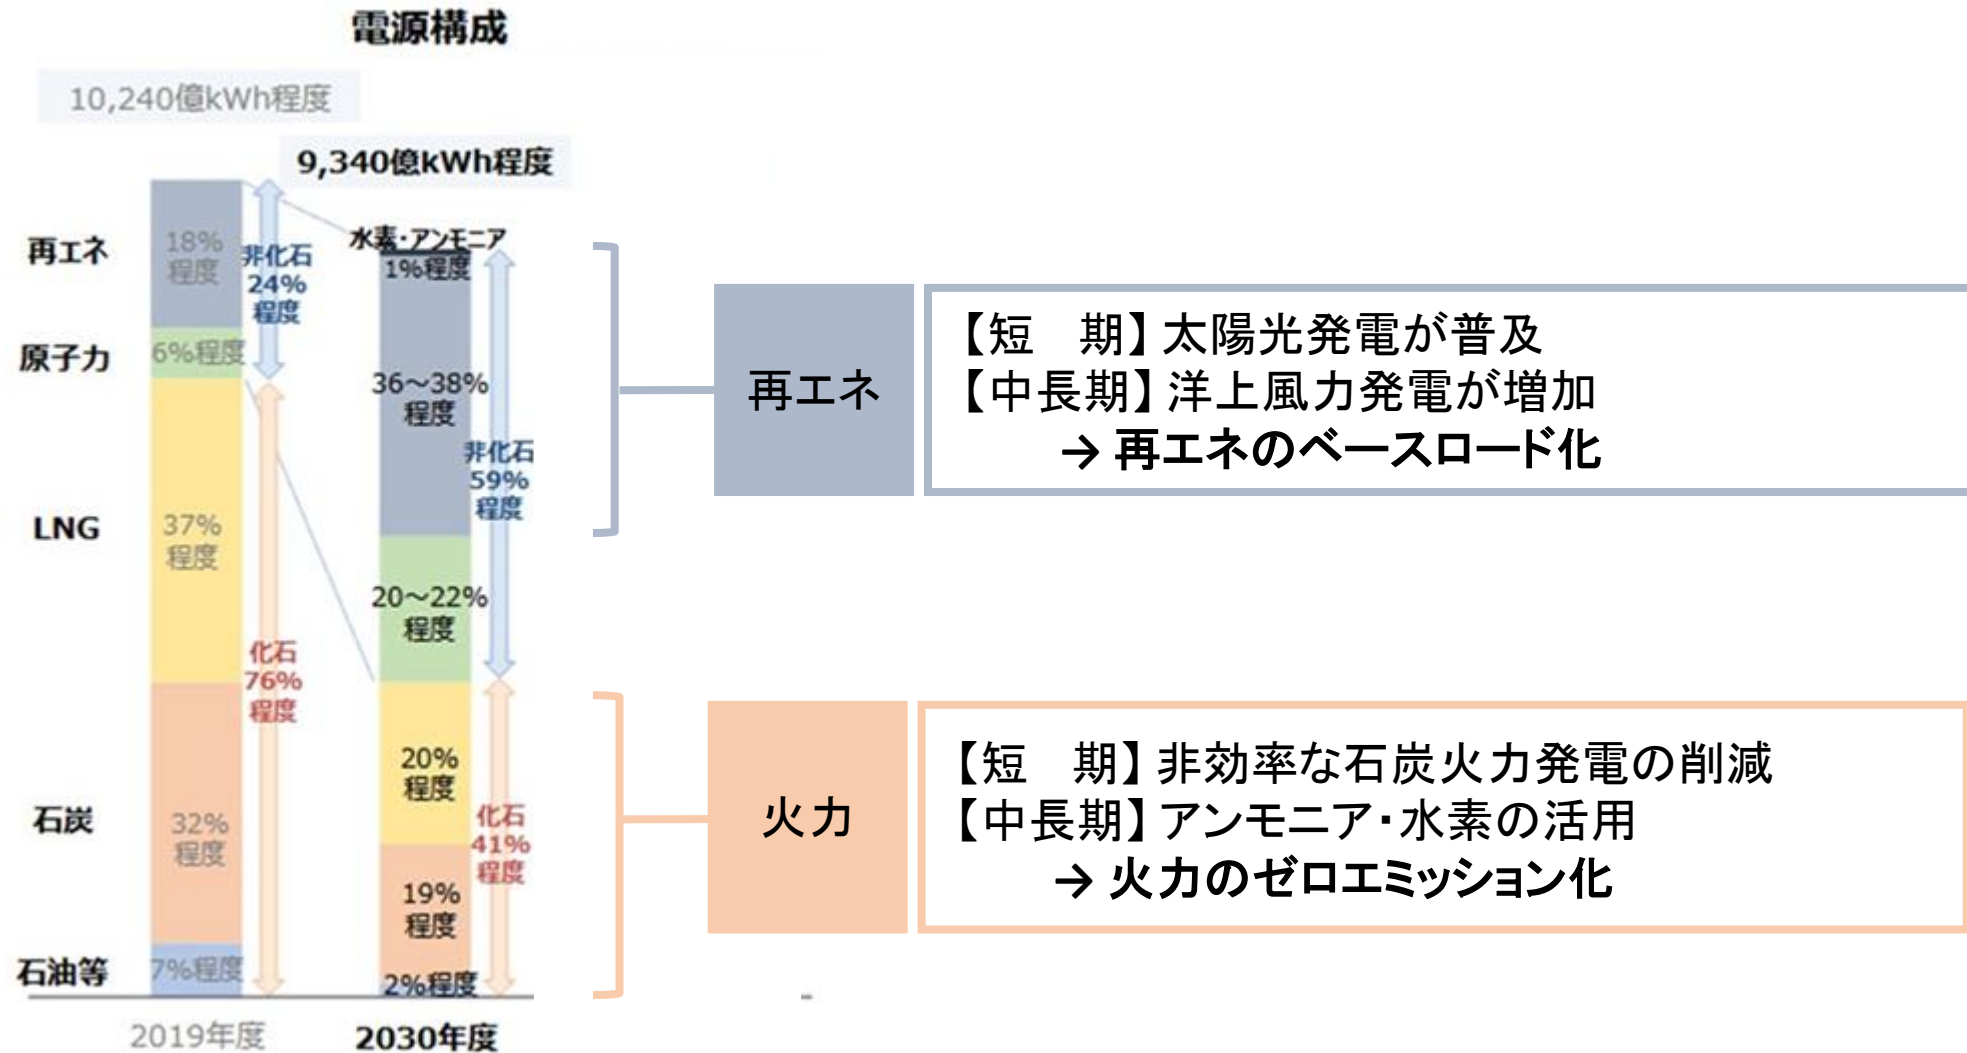 電源構成
10,240億kWh程度
9,340億kWh程度
再エネ
原子力
LNG
石炭
石油等
18%
程度
6%程度
37%
程度
32%
程度
7%程度
非化石
24%
程度
化石
76%
程度
2019年度
水素・アンモニア
1%程度
36～38%
程度
20～22%
程度
20%
程度
19%
程度
2%程度
非化石
59%
程度
化石
41%
程度
2030年度
再エネ
【短　期】太陽光発電が普及
【中長期】洋上風力発電が増加
→ 再エネのベースロード化
火力
【短　期】非効率な石炭火力発電の削減
【中長期】アンモニア・水素の活用
→ 火力のゼロエミッション化